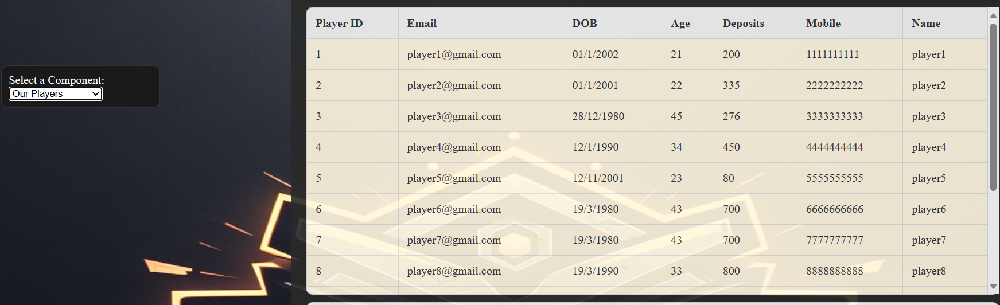 Select a Component:
Our Players
Player ID Email DOB Age Deposits Mobile Name
1 player1@gmail.com 01/1/2002 21 200 1111111111 player1
2 player2@gmail.com 01/1/2001 22 335 2222222222 player2
3 player3@gmail.com 28/12/1980 45 276 3333333333 player3
4 player4@gmail.com 12/1/1990 34 450 4444444444 player4
5 player5@gmail.com 12/11/2001 23 80 5555555555 player5
6 player6@gmail.com 19/3/1980 43 700 6666666666 player6
7 player7@gmail.com 19/3/1980 43 700 7777777777 player7
8 player8@gmail.com 19/3/1990 33 800 8888888888 player8